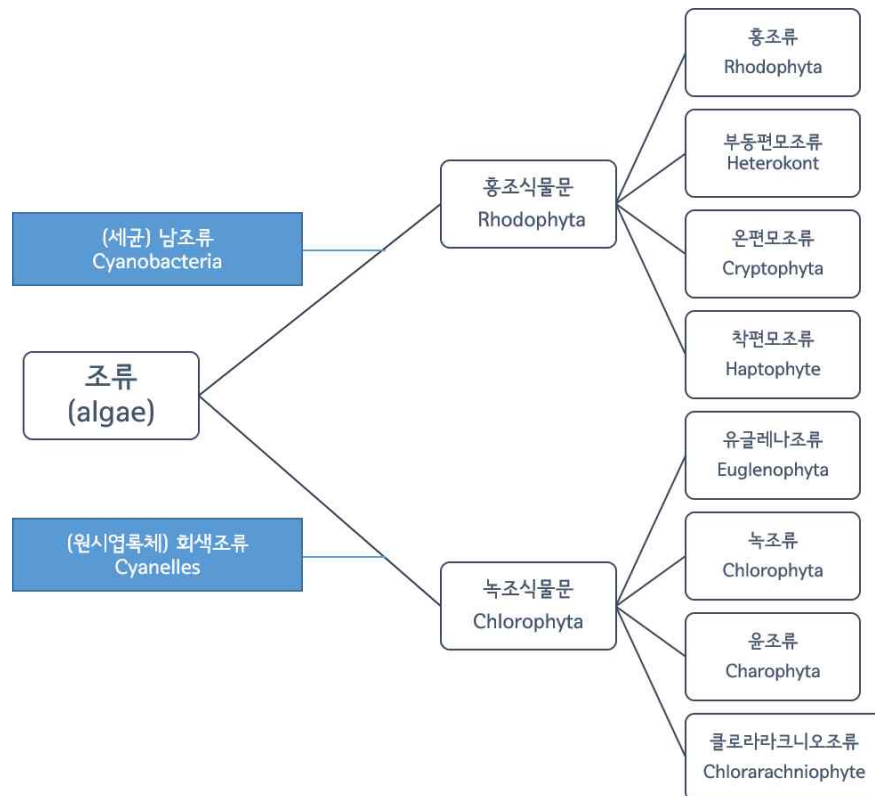 홍조류
Rhodophyta
부동편모조류
Heterokont
홍조식물문
Rhodophyta
(세균) 남조류
Cyanobacteria
은편모조류
Cryptophyta
착편모조류
Haptophyte
조류
(algae)
유글레나조류
Euglenophyta
(원시엽록체) 회색조류
Cyanelles
녹조류
Chlorophyta
녹조식물문
Chlorophyta
윤조류
Charophyta
클로라라크니오조류
Chlorarachniophyte